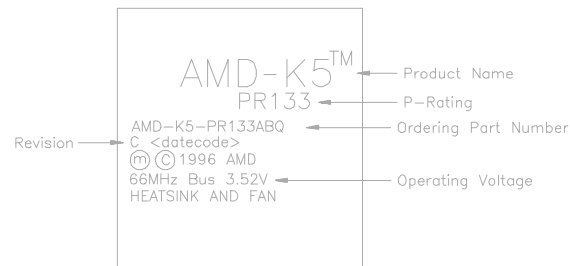 AMD-K5™
Product Name
PR133
P-Rating
AMD-K5-PR133ABQ
Ordering Part Number
Revision
C <datecode>
ⓜ © 1996 AMD
66MHz Bus 3.52V
Operating Voltage
HEATSINK AND FAN